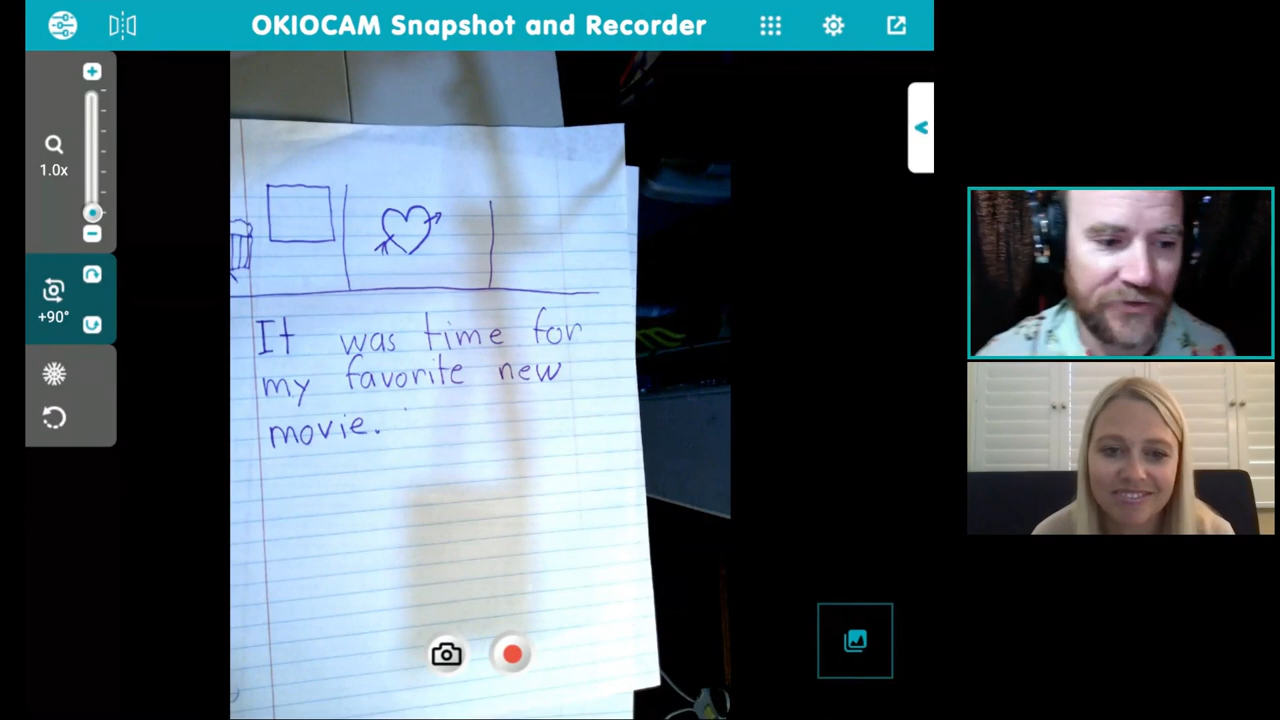 OKIOCAM Snapshot and Recorder
1.0x
+90°
It was time for
my favorite new
movie.